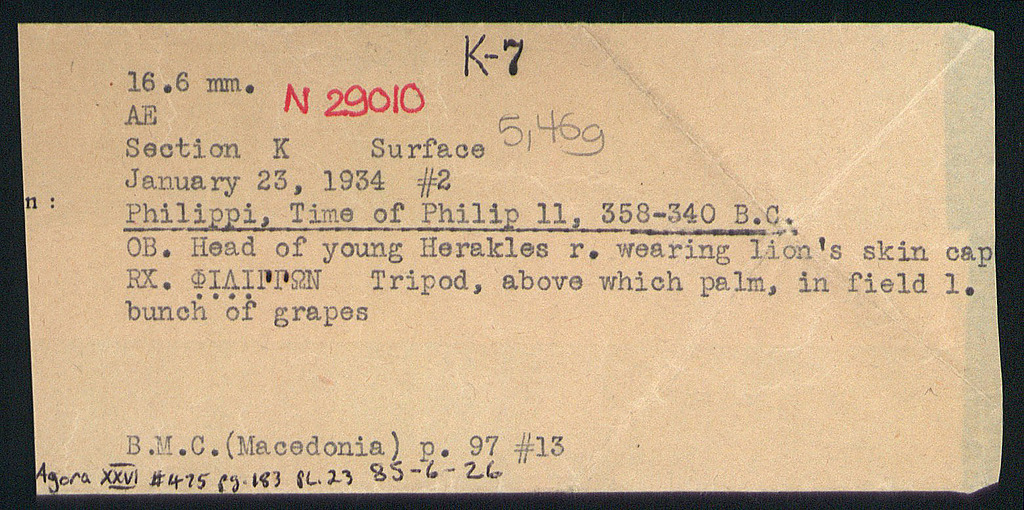 K-7
16.6 mm.
N 29010
AE
5,46g
Section K Surface
January 23, 1934 #2
n :
Philippi, Time of Philip 11, 358-340 B.C.
OB. Head of young Herakles r. wearing lion's skin cap
RX. ΦΙΛΙΓΓΩΝ Tripod, above which palm, in field l.
bunch of grapes
B.M.C.(Macedonia) p. 97 #13
Agora XXVI #475 pg. 183 PL. 23 85-6-26